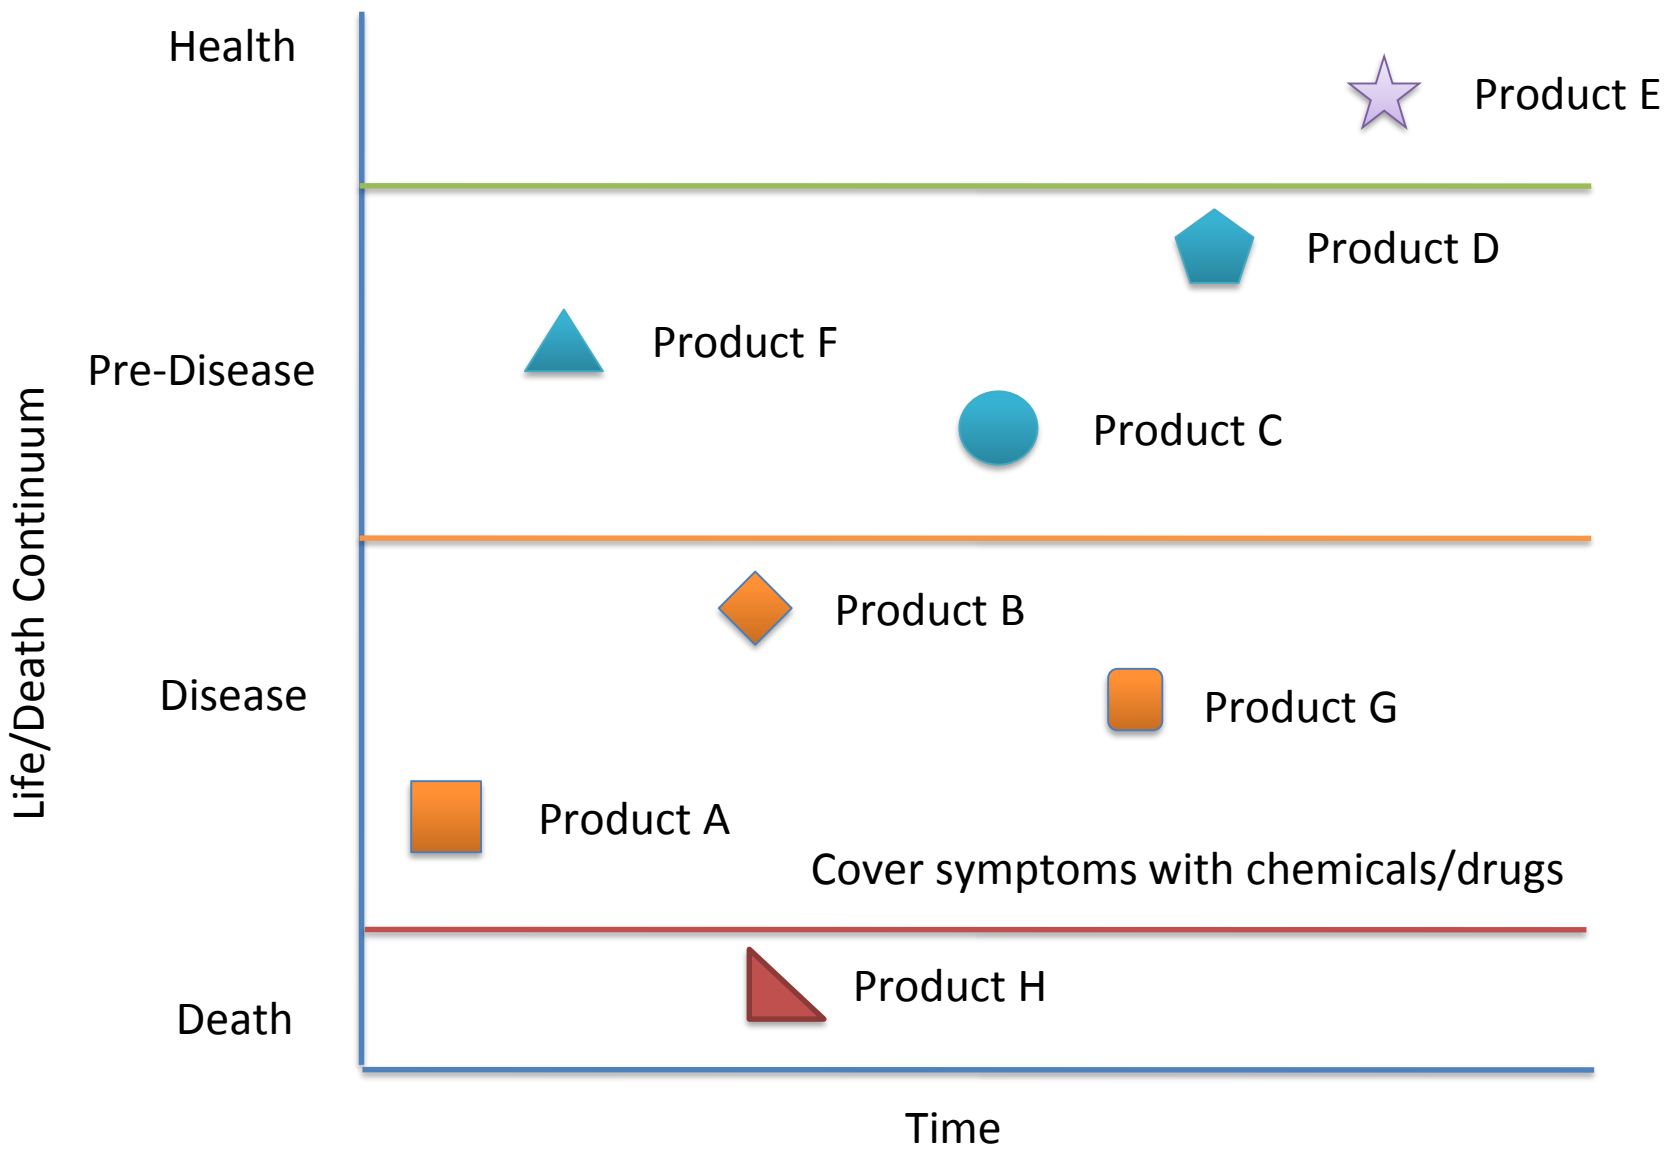 Health
Product E
Product D
Product F
Pre-Disease
Product C
Life/Death Continuum
Product B
Disease
Product G
Product A
Cover symptoms with chemicals/drugs
Product H
Death
Time